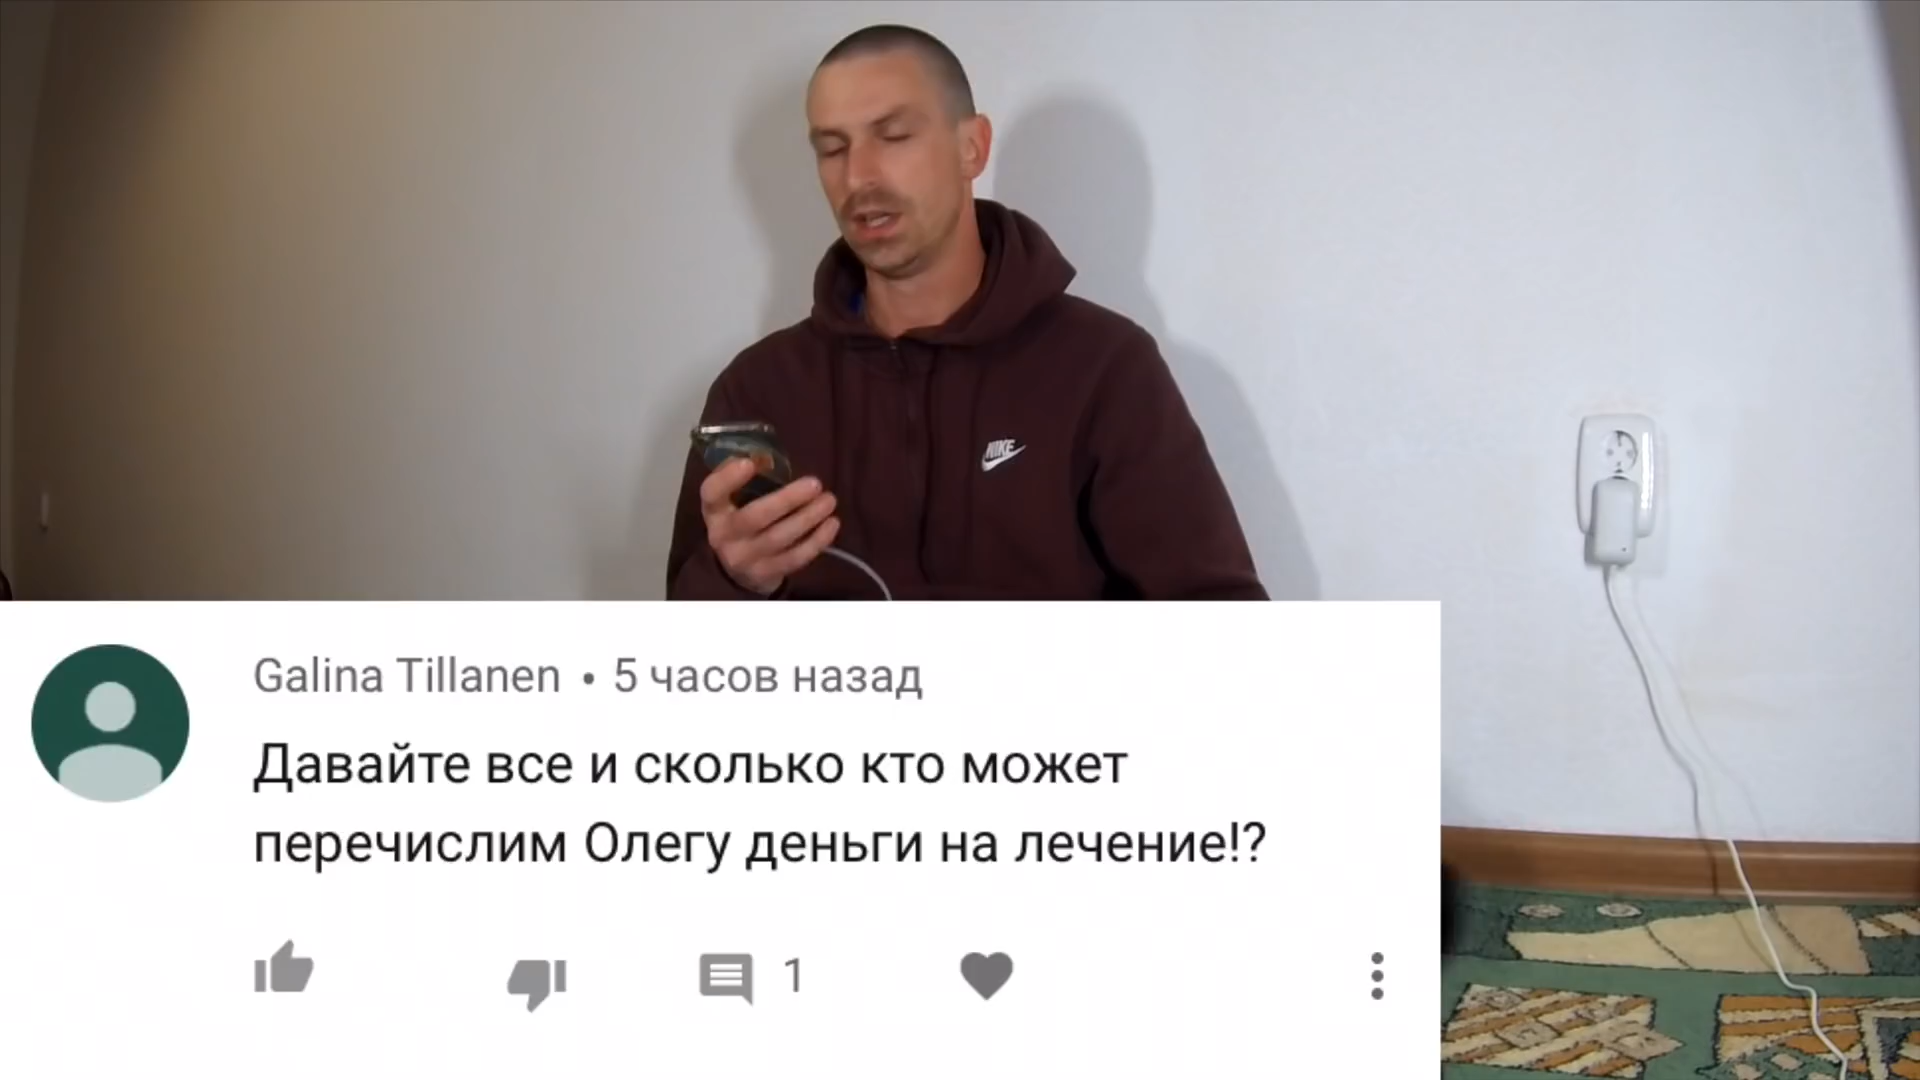 NIKE
Galina Tillanen • 5 часов назад
Давайте все и сколько кто может
перечислим Олегу деньги на лечение!?
1